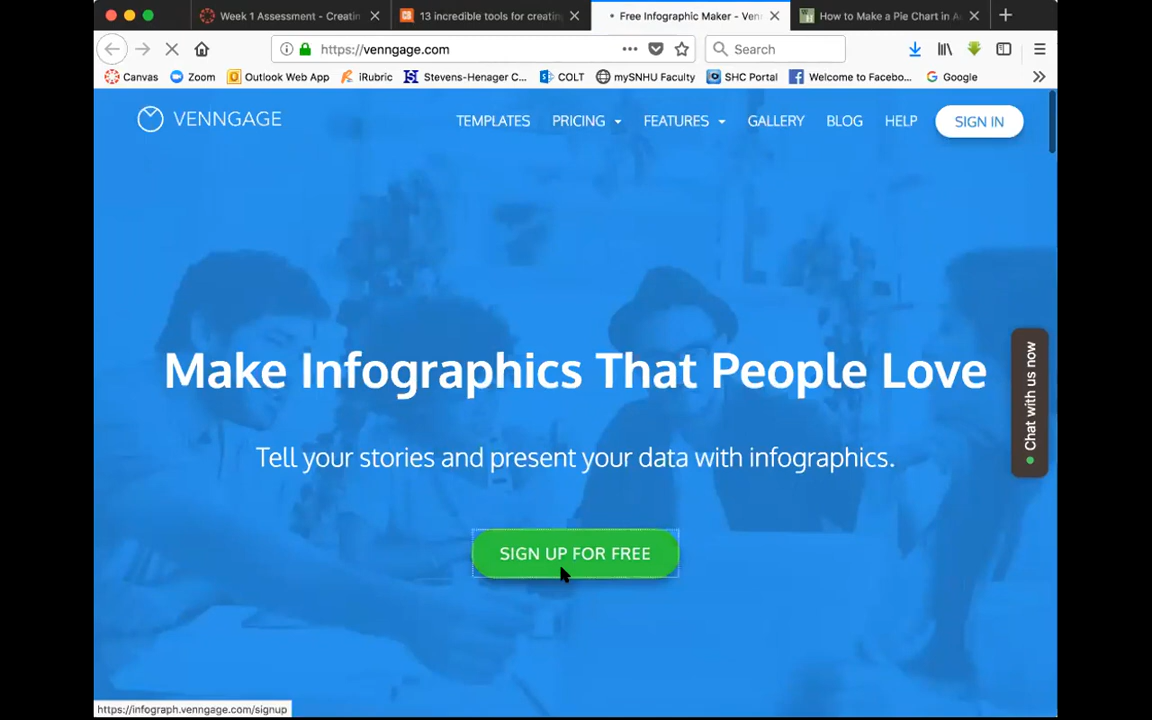 Week 1 Assessment - Creatin
13 incredible tools for creatin
Free Infographic Maker - Venn
How to Make a Pie Chart in A
https://venngage.com
Search
Canvas
Zoom
Outlook Web App
iRubric
Stevens-Henager C...
COLT
mySNHU Faculty
SHC Portal
Welcome to Facebo...
Google
VENNGAGE
TEMPLATES
PRICING
FEATURES
GALLERY
BLOG
HELP
SIGN IN
Make Infographics That People Love
Chat with us now
Tell your stories and present your data with infographics.
SIGN UP FOR FREE
https://infograph.venngage.com/signup